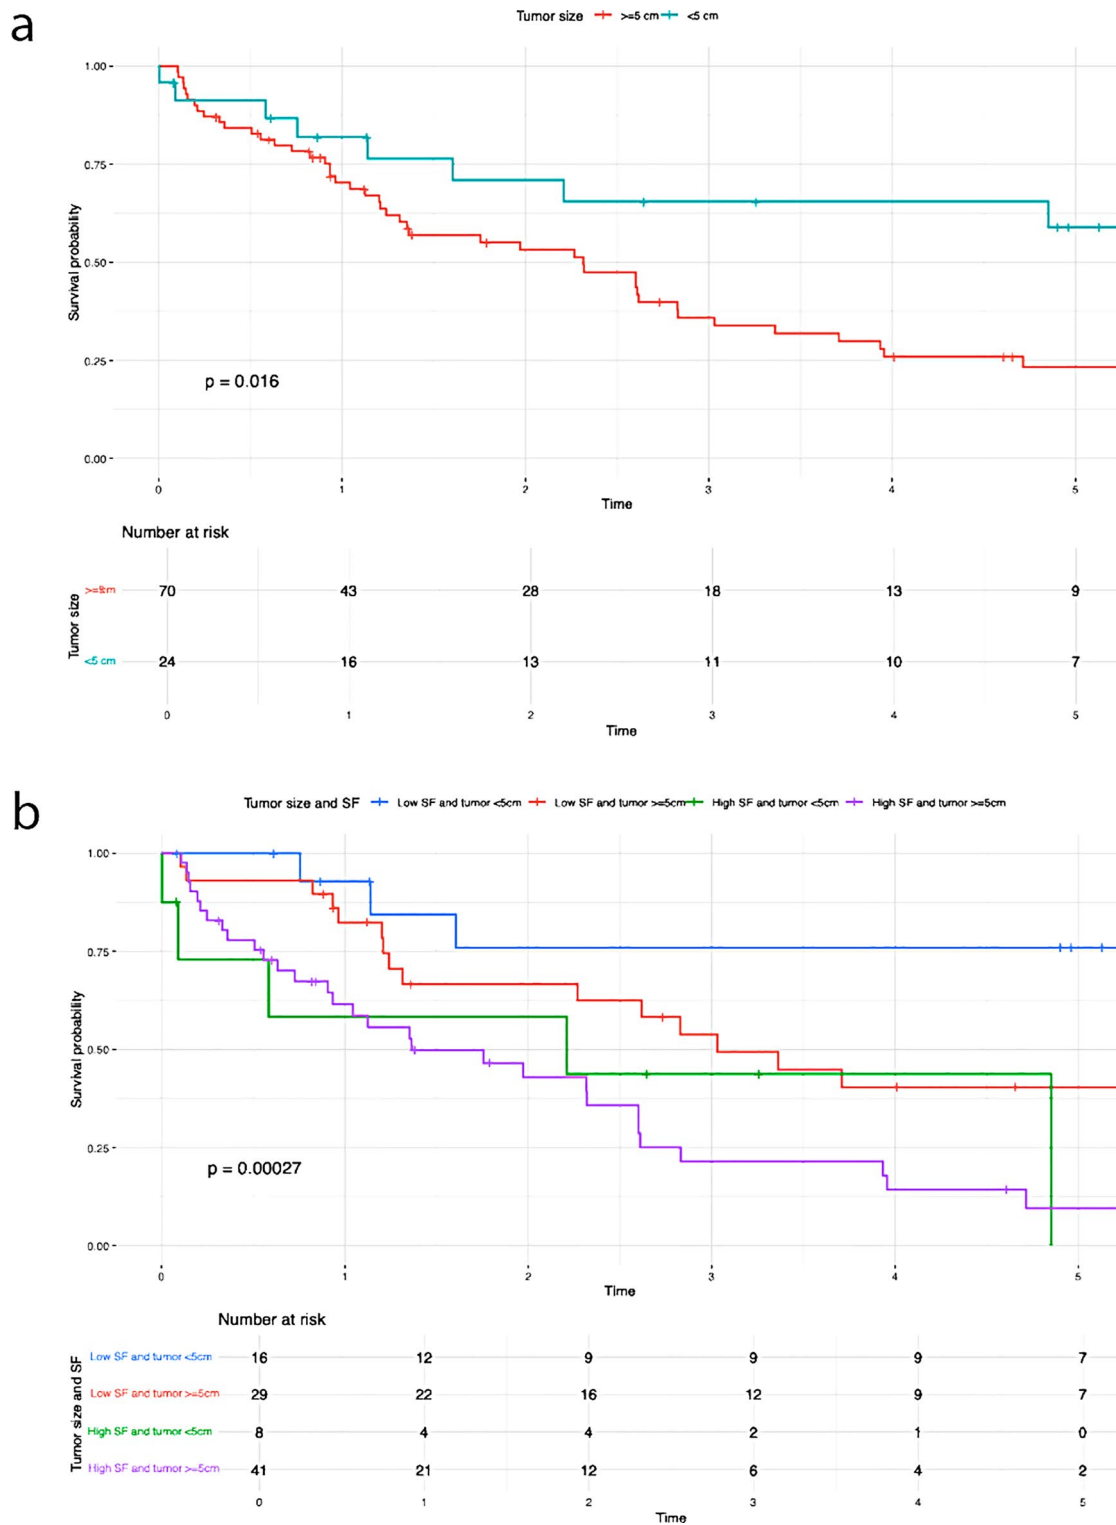 a
Tumor size >=5 cm <5 cm
1.00
0.75
0.50
0.25
0.00
Survival probability
p = 0.016
0 1 2 3 4 5
Time
Number at risk
Tumor size
70 43 28 18 13 9
<5 cm 24 16 13 11 10 7
0 1 2 3 4 5
Time
b
Tumor size and SF Low SF and tumor <5cm Low SF and tumor >=5cm High SF and tumor <5cm High SF and tumor >=5cm
1.00
0.75
0.50
0.25
0.00
Survival probability
p = 0.00027
0 1 2 3 4 5
Time
Number at risk
Tumor size and SF
Low SF and tumor <5cm 16 12 9 9 9 7
Low SF and tumor >=5cm 29 22 16 12 9 7
High SF and tumor <5cm 8 4 4 2 1 0
High SF and tumor >=5cm 41 21 12 6 4 2
0 1 2 3 4 5
Time